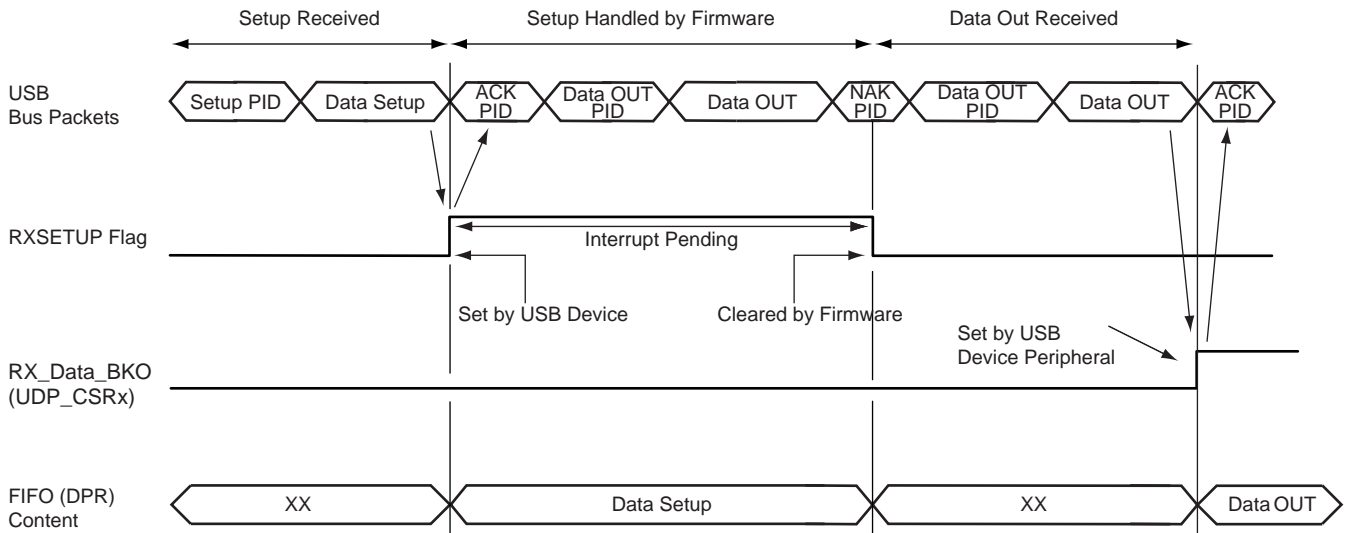 Setup Received
Setup Handled by Firmware
Data Out Received
USB
Bus Packets
Setup PID
Data Setup
ACK
PID
Data OUT
PID
Data OUT
NAK
PID
Data OUT
PID
Data OUT
ACK
PID
RXSETUP Flag
Interrupt Pending
Set by USB Device
Cleared by Firmware
Set by USB
Device Peripheral
RX_Data_BKO
(UDP_CSRx)
FIFO (DPR)
Content
XX
Data Setup
XX
Data OUT